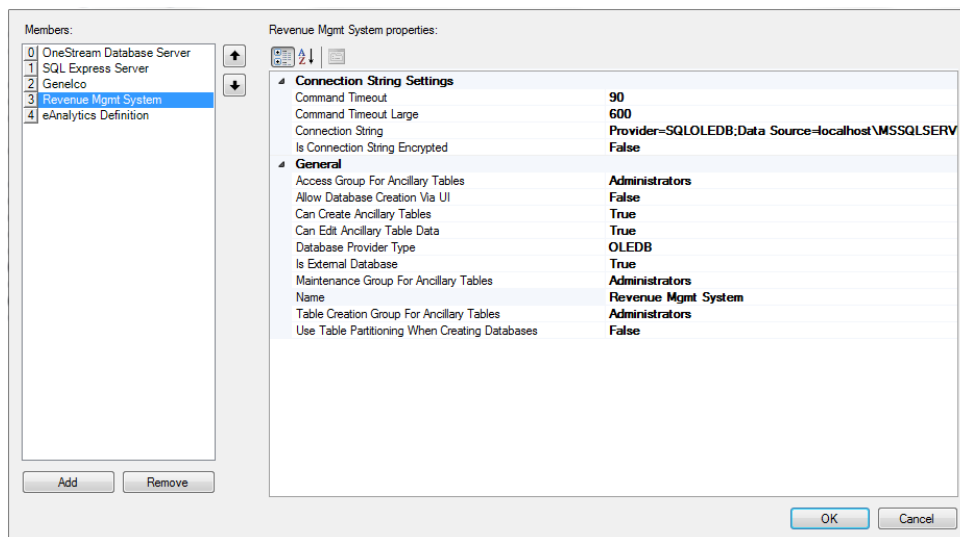 Members:
0 OneStream Database Server
1 SQL Express Server
2 Genelco
3 Revenue Mgmt System
4 eAnalytics Definition
Add
Remove
Revenue Mgmt System properties:
Connection String Settings
Command Timeout 90
Command Timeout Large 600
Connection String Provider=SQLOLEDB;Data Source=localhost\MSSQLSERV
Is Connection String Encrypted False
General
Access Group For Ancillary Tables Administrators
Allow Database Creation Via UI False
Can Create Ancillary Tables True
Can Edit Ancillary Table Data True
Database Provider Type OLEDB
Is External Database True
Maintenance Group For Ancillary Tables Administrators
Name Revenue Mgmt System
Table Creation Group For Ancillary Tables Administrators
Use Table Partitioning When Creating Databases False
OK
Cancel